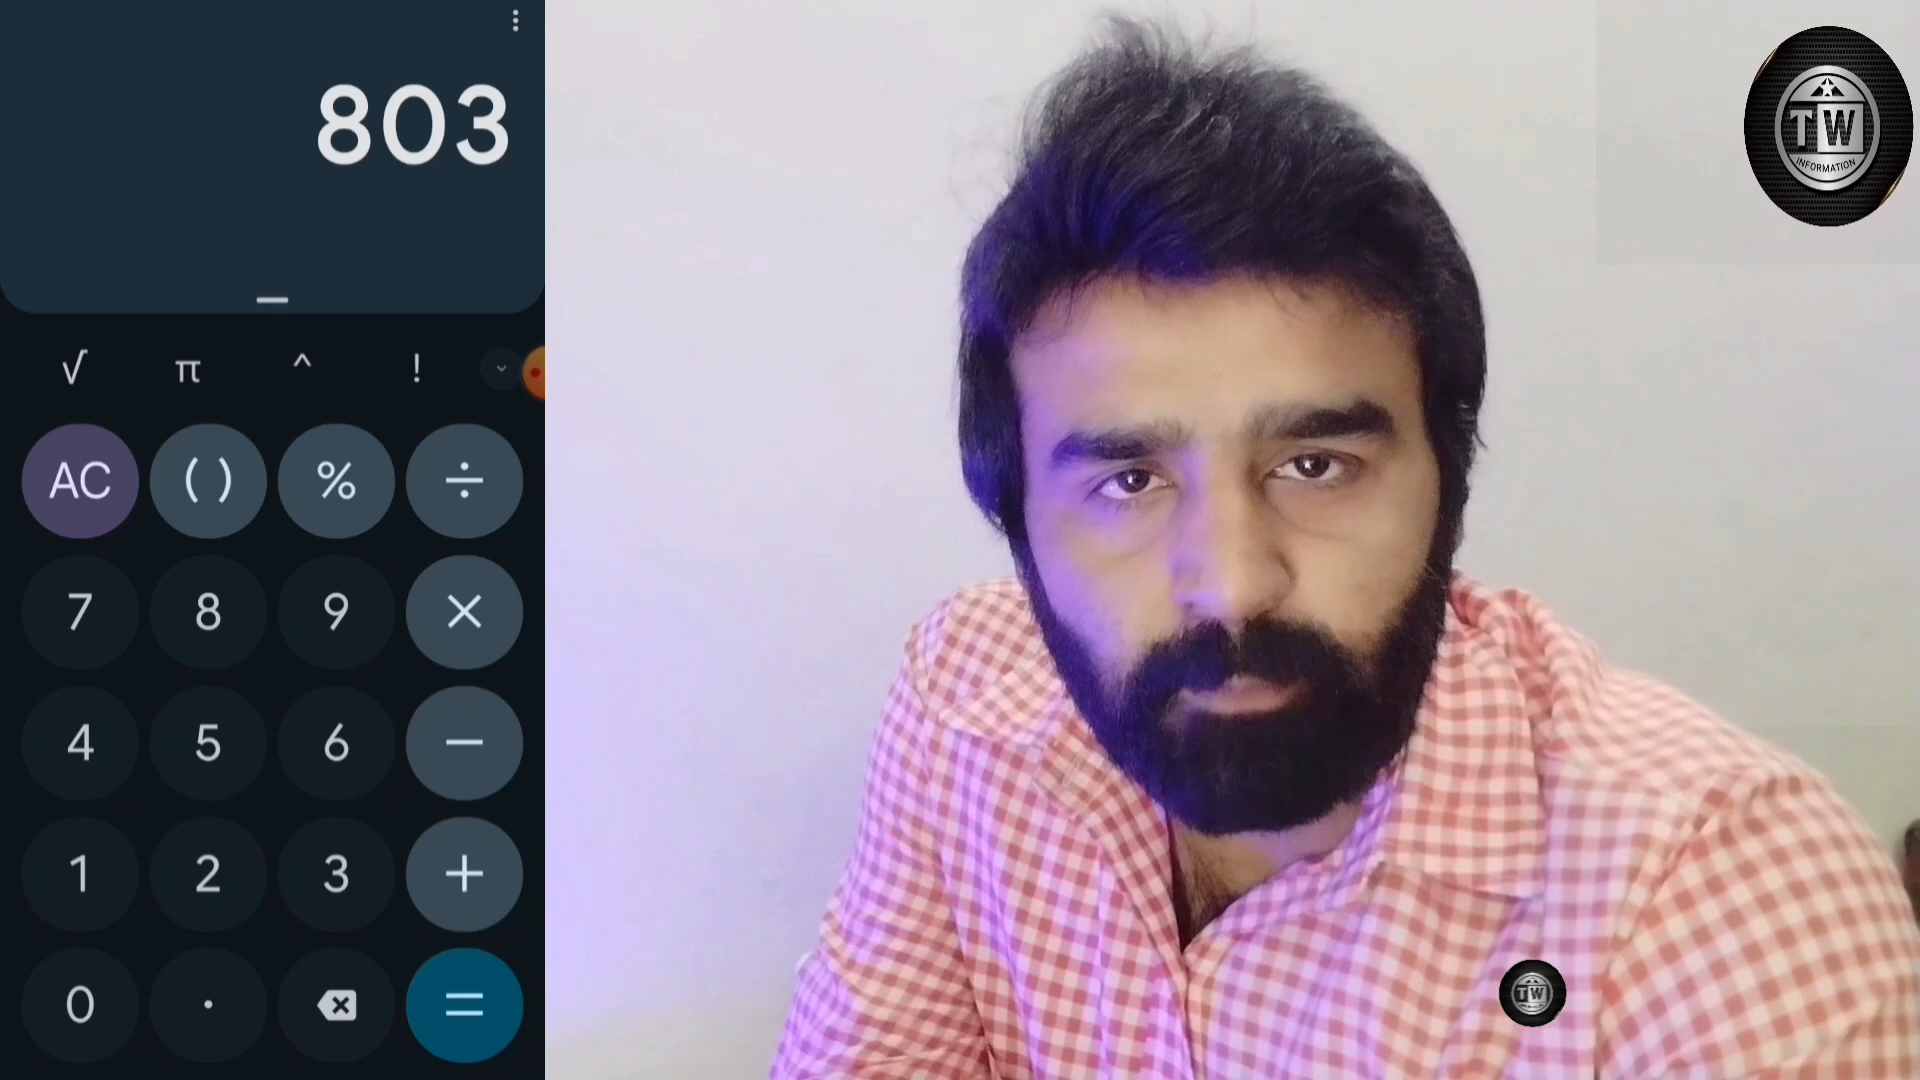 803
√ π ^ !
AC ( ) % ÷
7 8 9 ×
4 5 6 −
1 2 3 +
0 . =
TW
INFORMATION
TW